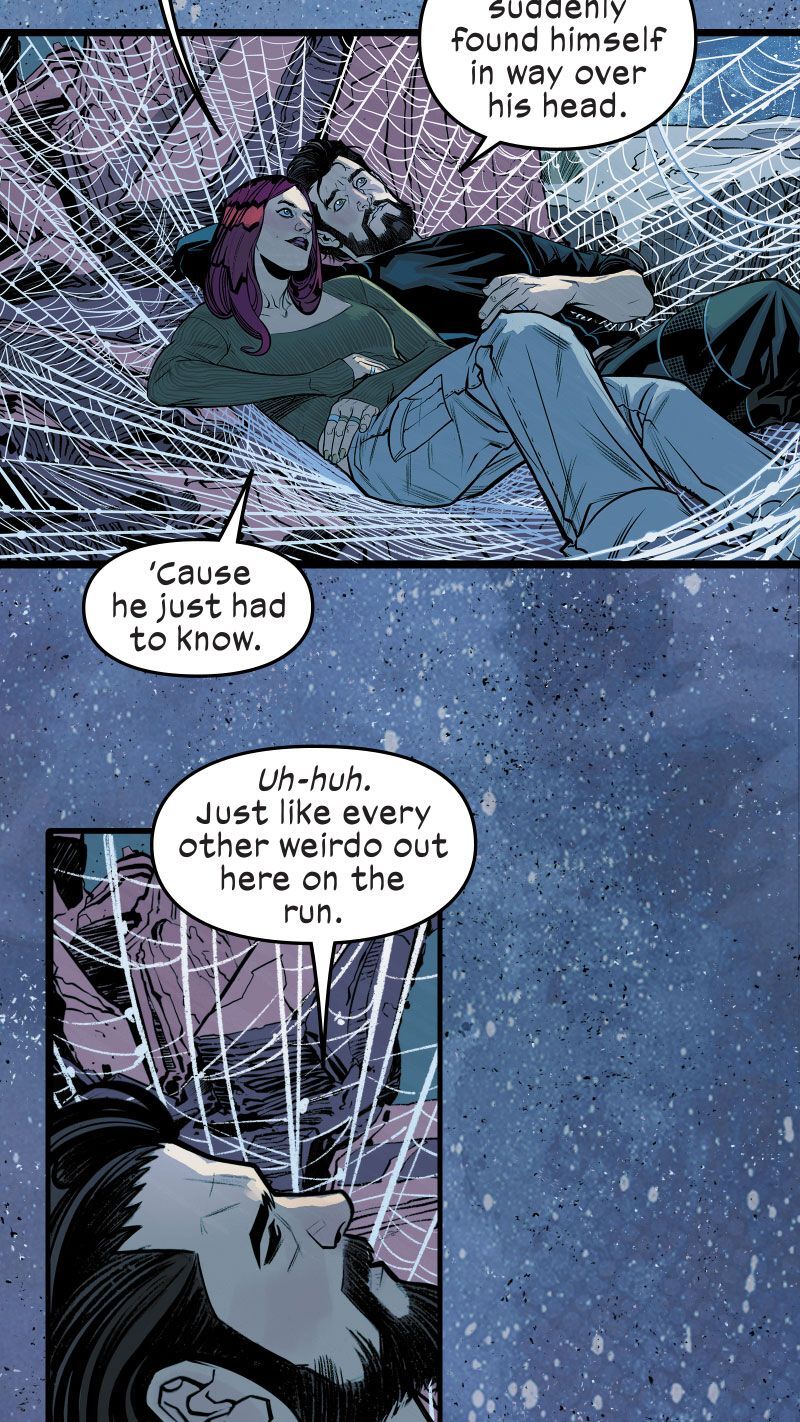 suddenly
found himself
in way over
his head.
'Cause
he just had
to know.
Uh-huh.
Just like every
other weirdo out
here on the
run.